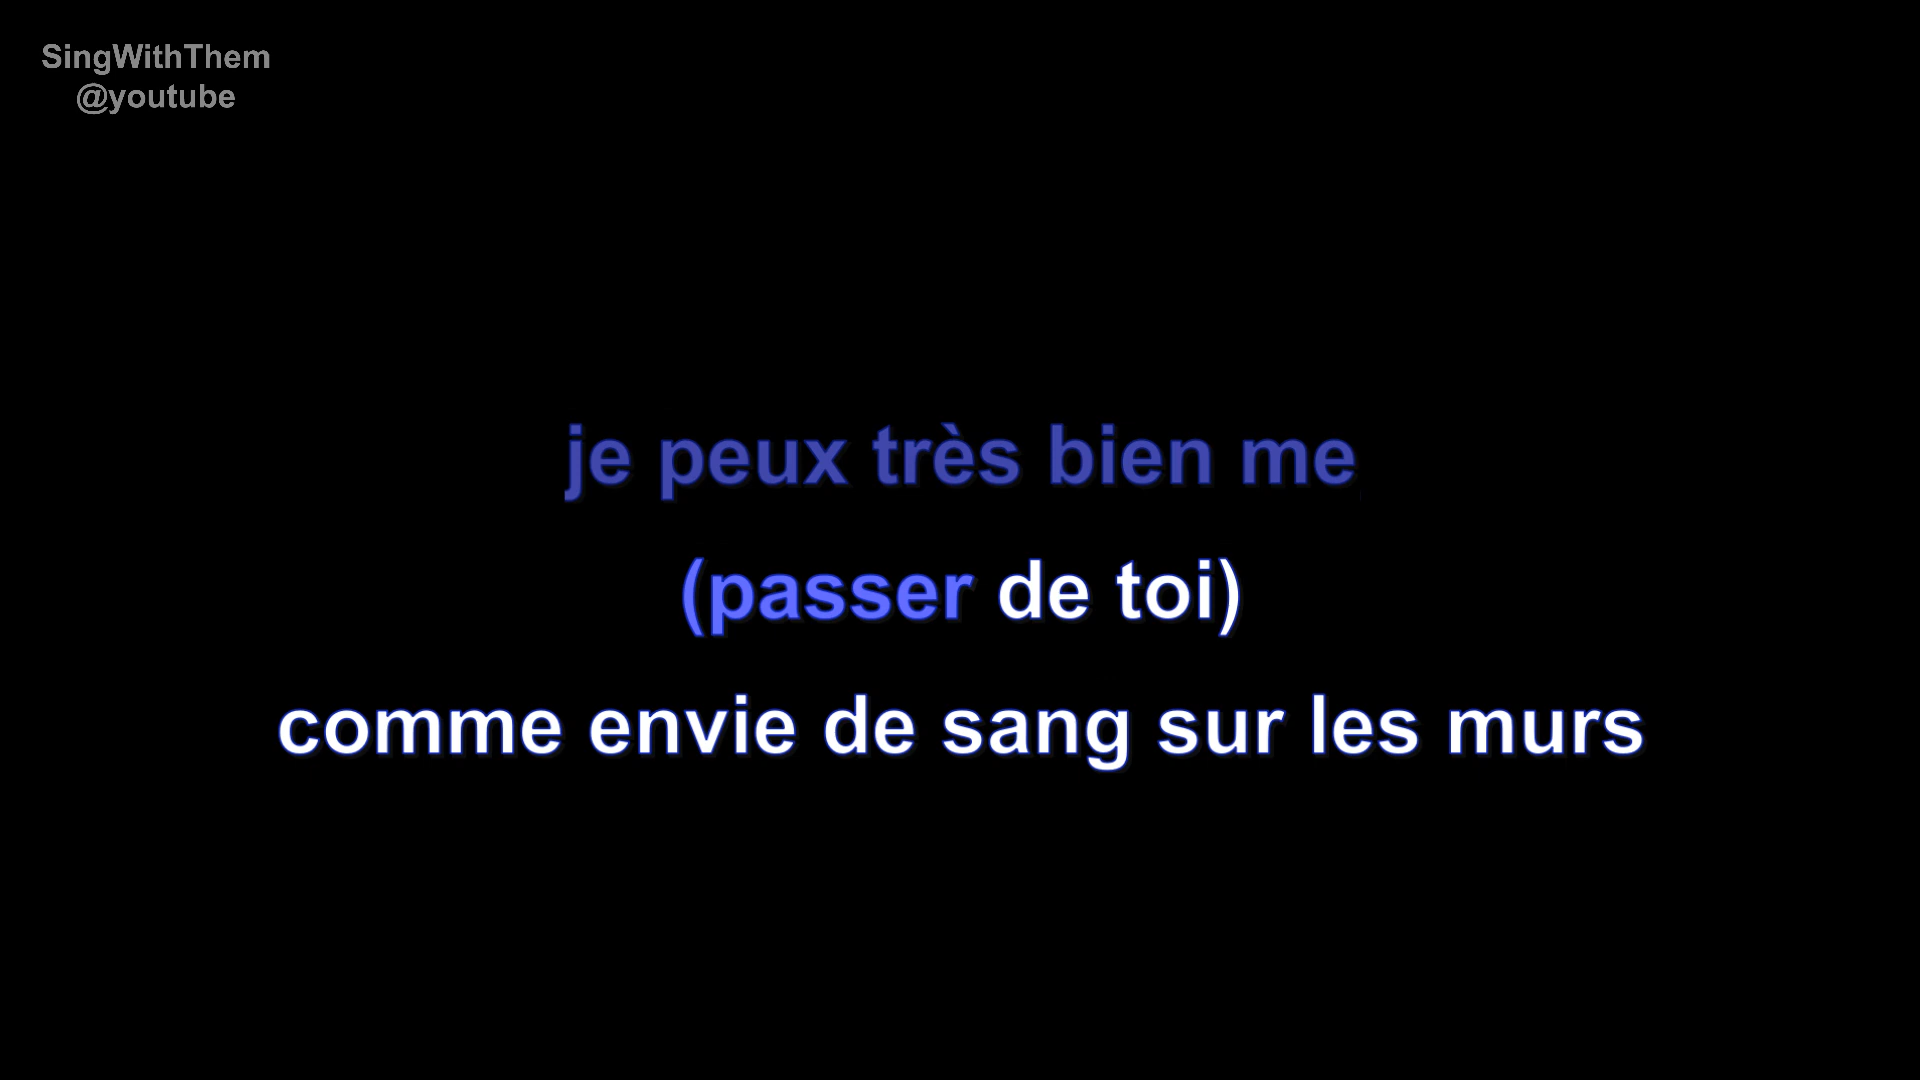 SingWithThem
@youtube
je peux très bien me
(passer de toi)
comme envie de sang sur les murs